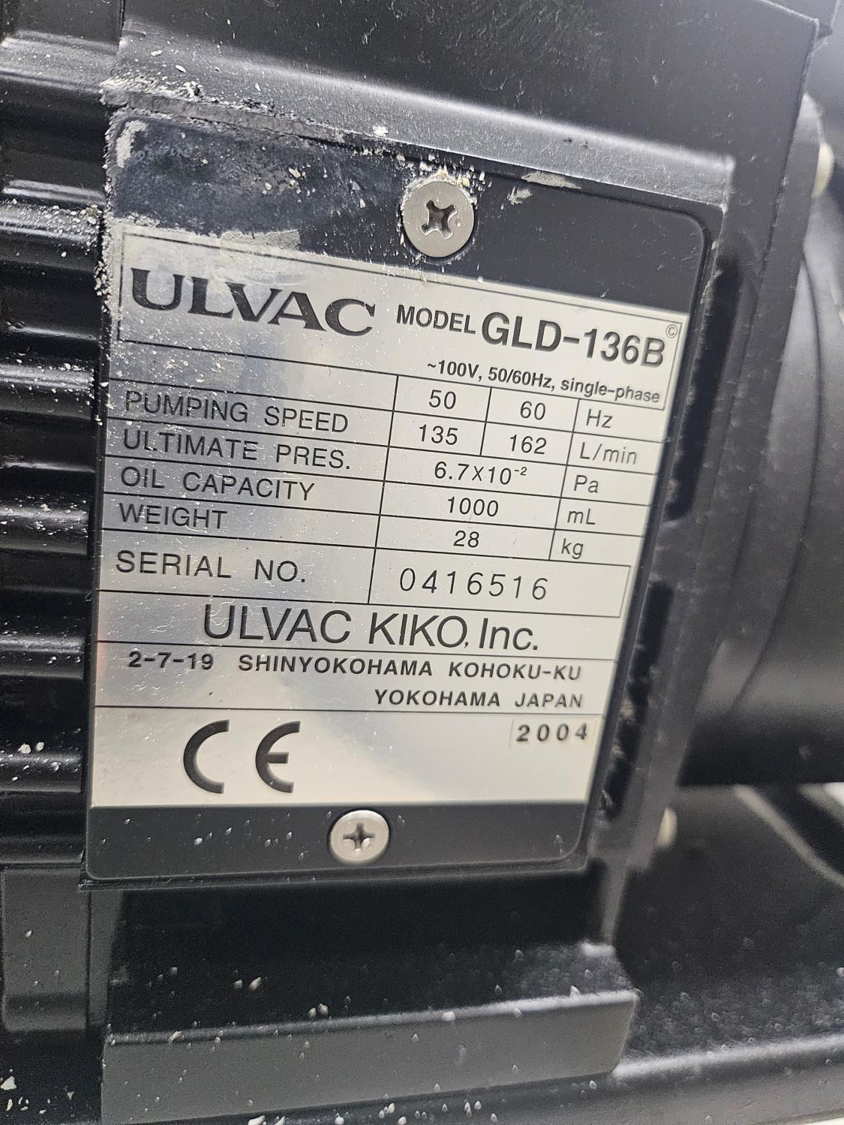 ULVAC MODEL GLD-136B ©
~100V, 50/60Hz, single-phase
50 60 Hz
PUMPING SPEED 135 162 L/min
ULTIMATE PRES. 6.7X10⁻² Pa
OIL CAPACITY 1000 mL
WEIGHT 28 kg
SERIAL NO. 0416516
ULVAC KIKO, Inc.
2-7-19 SHINYOKOHAMA KOHOKU-KU
YOKOHAMA JAPAN
2004
CE